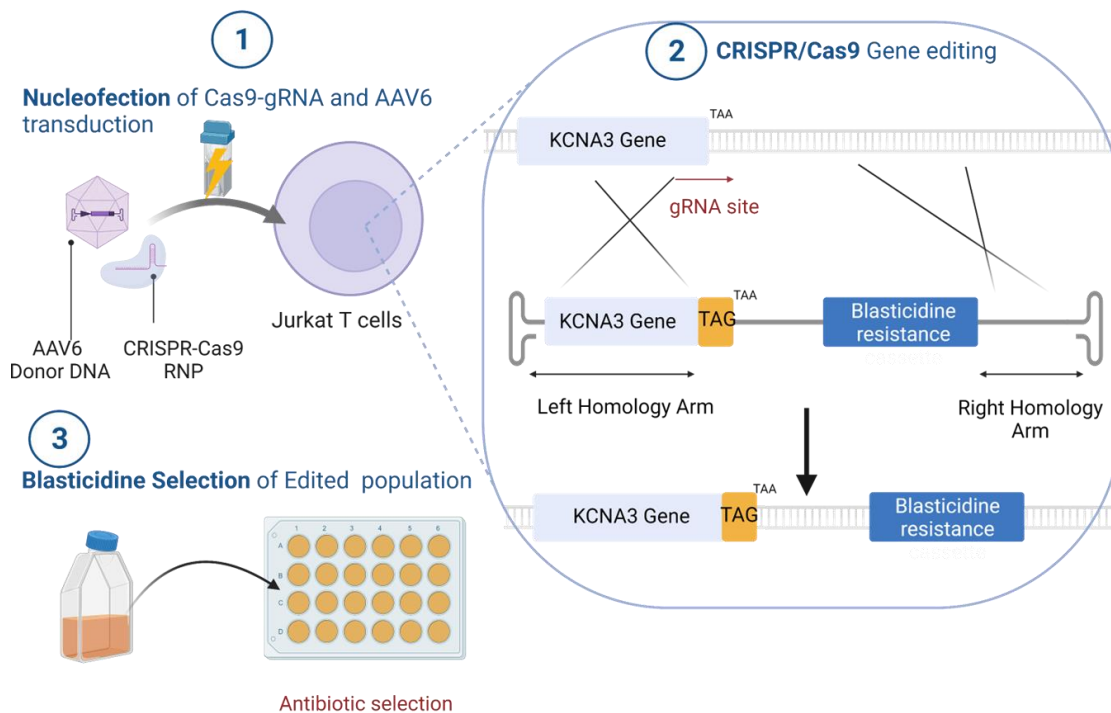 1
Nucleofection of Cas9-gRNA and AAV6
transduction
AAV6
Donor DNA
CRISPR-Cas9
RNP
Jurkat T cells
2
CRISPR/Cas9 Gene editing
TAA
KCNA3 Gene
gRNA site
KCNA3 Gene
TAG
TAA
Blasticidine
resistance
cassette
Left Homology Arm
Right Homology
Arm
KCNA3 Gene
TAG
TAA
Blasticidine
resistance
cassette
3
Blasticidine Selection of Edited population
1 2 3 4 5 6
A
B
C
D
Antibiotic selection